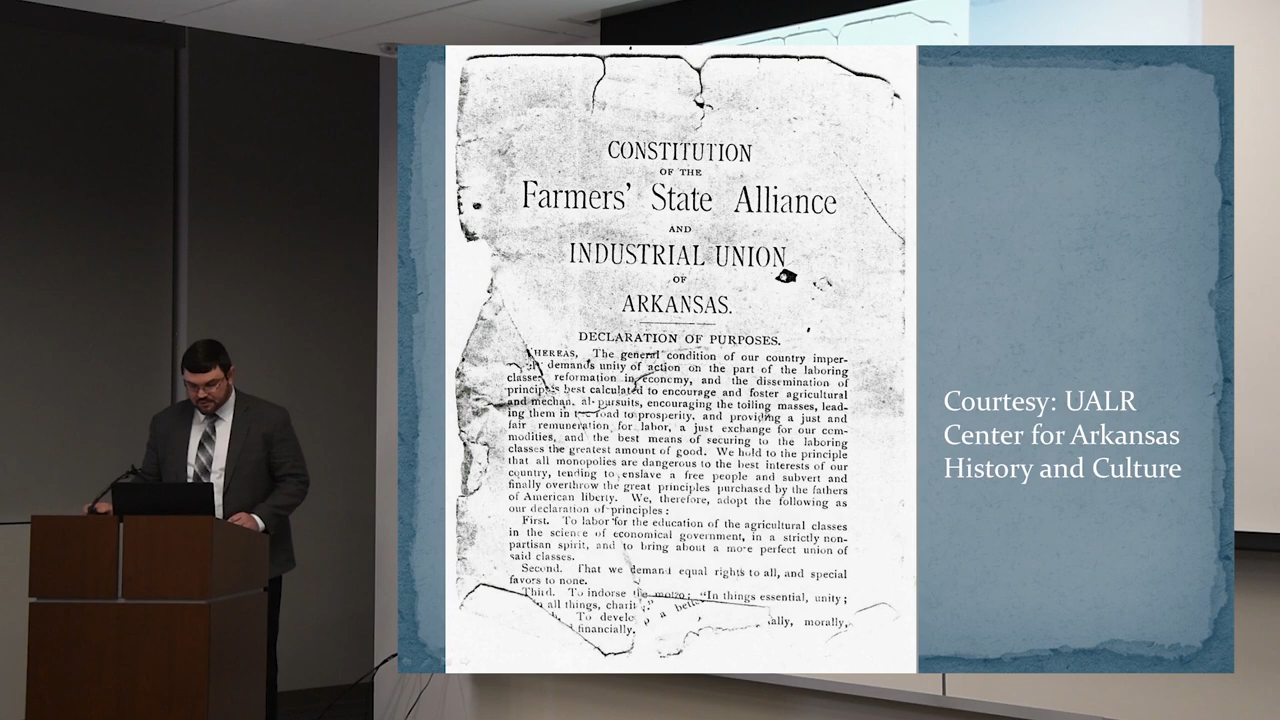 CONSTITUTION
OF THE
Farmers' State Alliance
AND
INDUSTRIAL UNION
OF
ARKANSAS.
DECLARATION OF PURPOSES.
HEREAS, The general condition of our country imper-
demands unity of action on the part of the laboring
classes reformation in economy, and the dissemination of
principles best calculated to encourage and foster agricultural
and mechan al pursuits, encouraging the toiling masses, lead-
ing them in the road to prosperity, and providing a just and
fair remuneration for labor, a just exchange for our com-
modities, and the best means of securing to the laboring
classes the greatest amount of good. We hold to the principle
that all monopolies are dangerous to the best interests of our
country, tending to enslave a free people and subvert and
finally overthrow the great principles purchased by the fathers
of American liberty. We, therefore, adopt the following as
our declaration of principles:
First. To labor for the education of the agricultural classes
in the science of economical government, in a strictly non-
partisan spirit, and to bring about a more perfect union of
said classes.
Second. That we demand equal rights to all, and special
favors to none.
Third. To indorse the motto: "In things essential, unity;
all things, charit
To develo a bett ally, morally,
financially.
Courtesy: UALR
Center for Arkansas
History and Culture